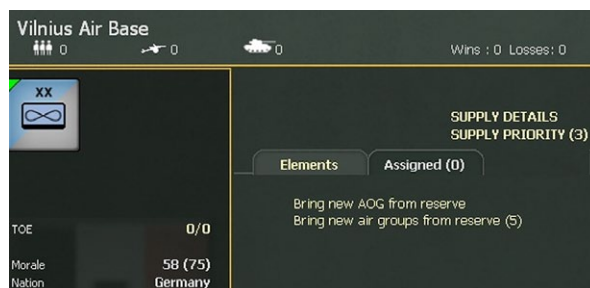 Vilnius Air Base
0 0 0 Wins : 0 Losses: 0
XX
SUPPLY DETAILS
SUPPLY PRIORITY (3)
Elements Assigned (0)
Bring new AOG from reserve
Bring new air groups from reserve (5)
TOE 0/0
Morale 58 (75)
Nation Germany